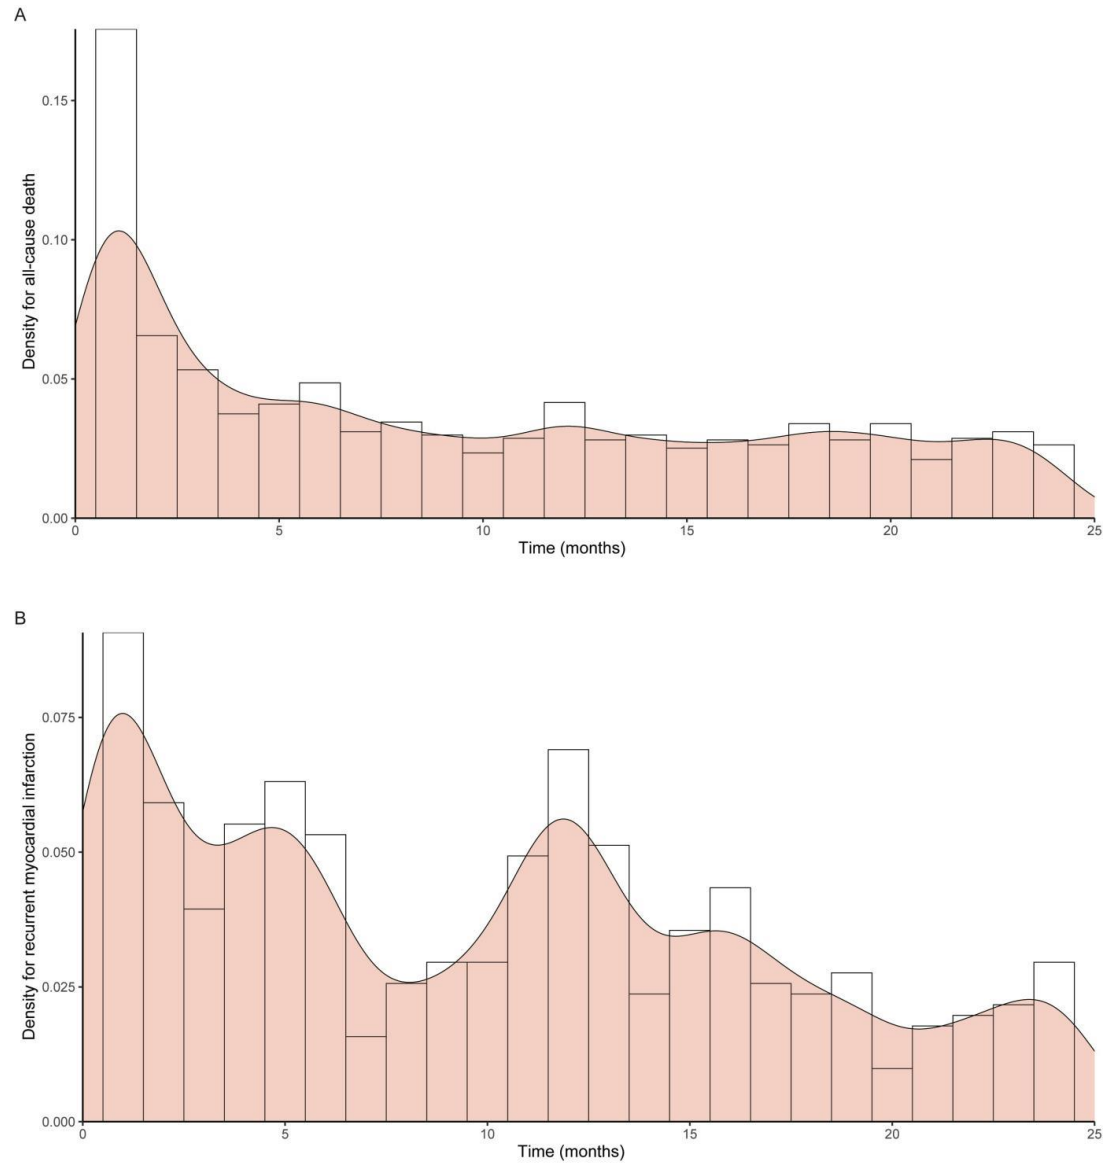 A
Density for all-cause death
0.15
0.10
0.05
0.00
0 5 10 15 20 25
Time (months)
B
Density for recurrent myocardial infarction
0.075
0.050
0.025
0.000
0 5 10 15 20 25
Time (months)